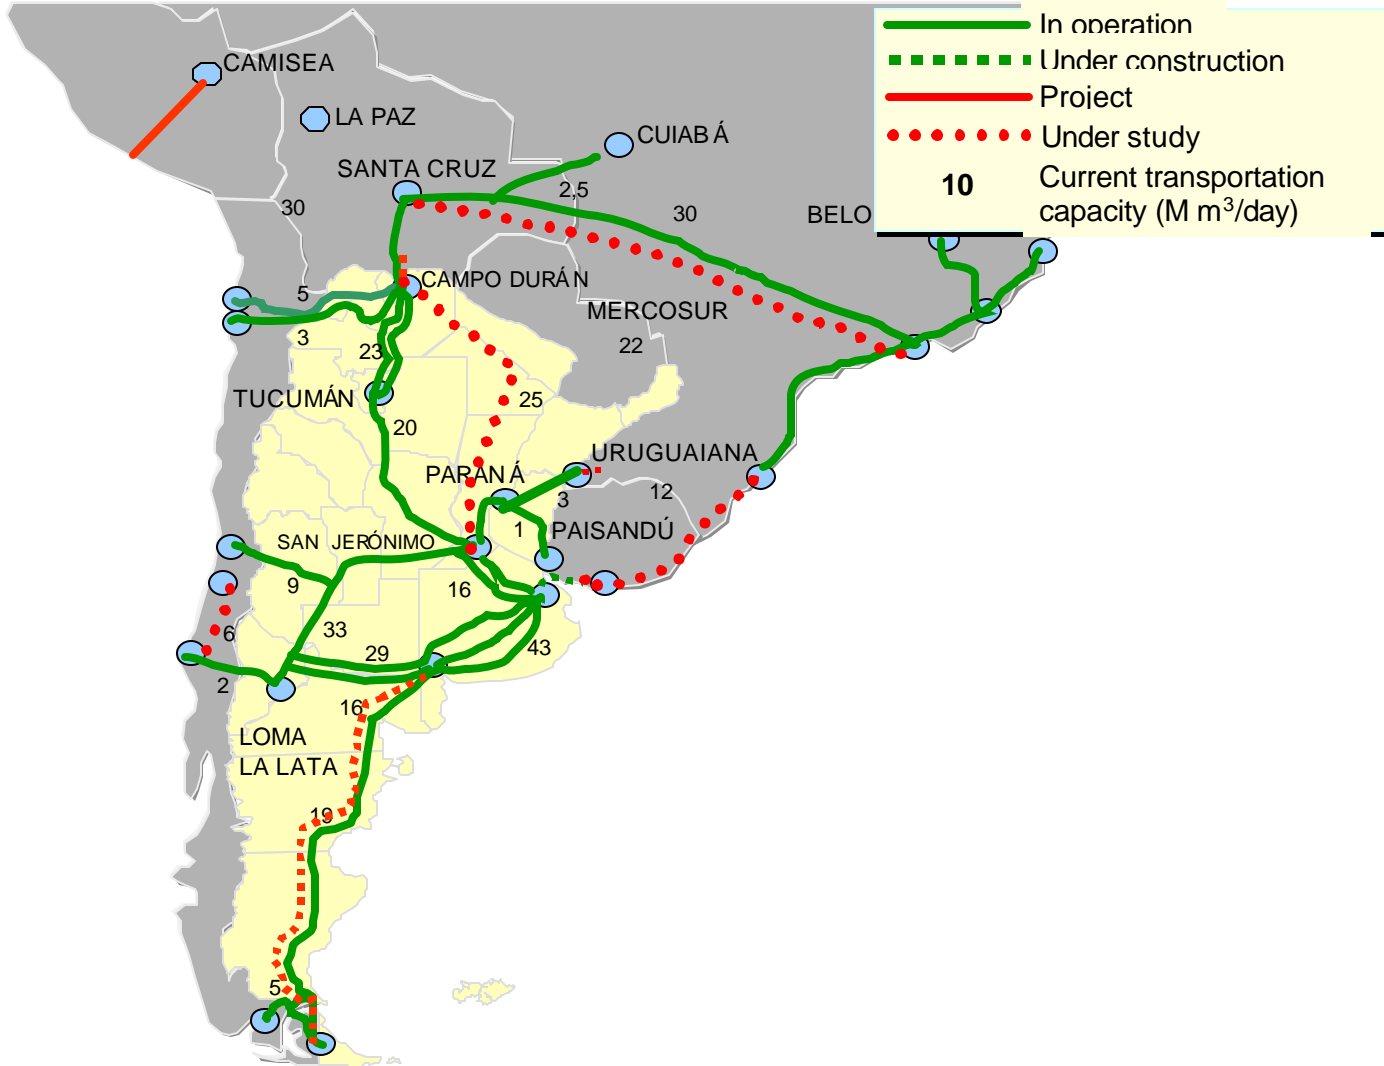 In operation
CAMISEA
Under construction
Project
LA PAZ
CUIABÁ
Under study
SANTA CRUZ
2,5
10
Current transportation
capacity (M m³/day)
30
30
BELO
CAMPO DURÁN
5
MERCOSUR
3
23
22
TUCUMÁN
25
20
URUGUAIANA
PARANÁ
3
12
1
PAISANDÚ
SAN JERÓNIMO
9
16
33
6
29
43
2
16
LOMA
LA LATA
19
5